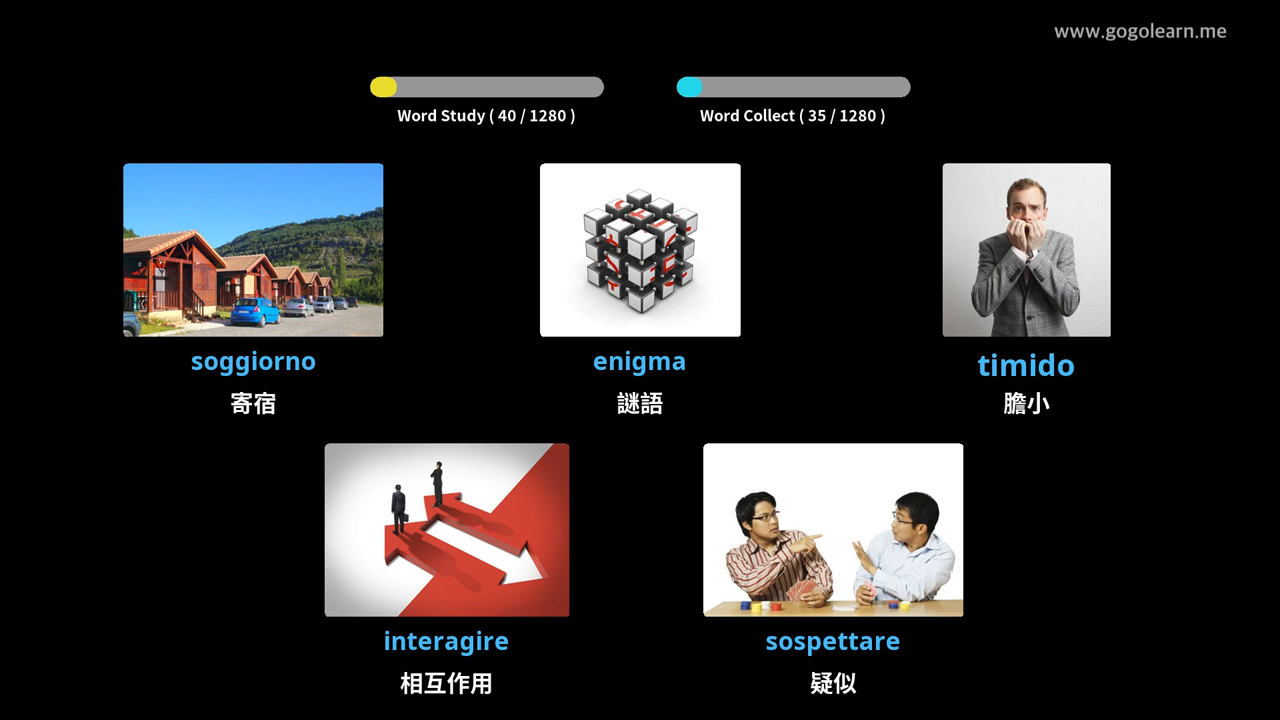 www.gogolearn.me
Word Study ( 40 / 1280 )
Word Collect ( 35 / 1280 )
soggiorno
寄宿
enigma
謎語
timido
膽小
interagire
相互作用
sospettare
疑似